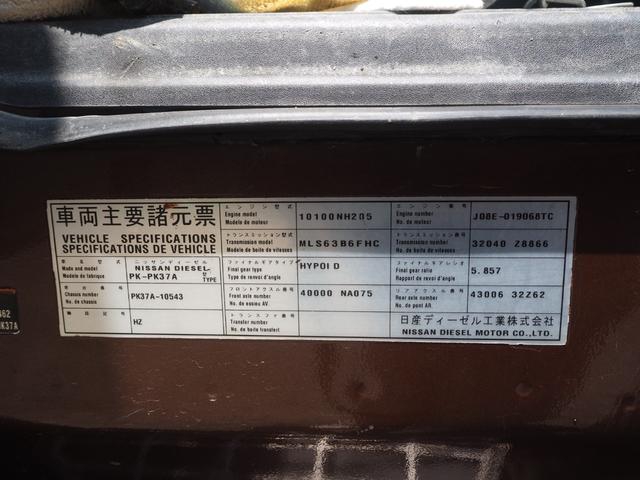 車両主要諸元票
VEHICLE SPECIFICATIONS
SPECIFICATIONS DE VEHICLE
車名型式
Make and model
Modele de fabrique
ニッサンディーゼル
NISSAN DIESEL
PK-PK37A
型
TYPE
車台番号
Chassis number
No. de chassis
PK37A-10543
HZ
エンジン型式
Engine model
Modele de moteur
10100NH205
エンジン番号
Engine number
No. de moteur
J08E-019068TC
トランスミッション型式
Transmission model
Boite de vitesses
MLS63B6FHC
トランスミッション番号
Transmission number
No. de boite de vitesses
32040 Z8866
ファイナルギアタイプ
Final gear type
Type de revoi d'angle
HYPOID
ファイナルギアレシオ
Final gear ratio
Rapport de revoi d'angle
5.857
フロントアクスル番号
Front axle number
No de essieu AV.
40000 NA075
リアアクスル番号
Rear axle number
No de pont AR
43006 32Z62
トランスファ番号
Transfer number
No. de boite transfert
日産ディーゼル工業株式会社
NISSAN DIESEL MOTOR CO.,LTD.
462
PK37A